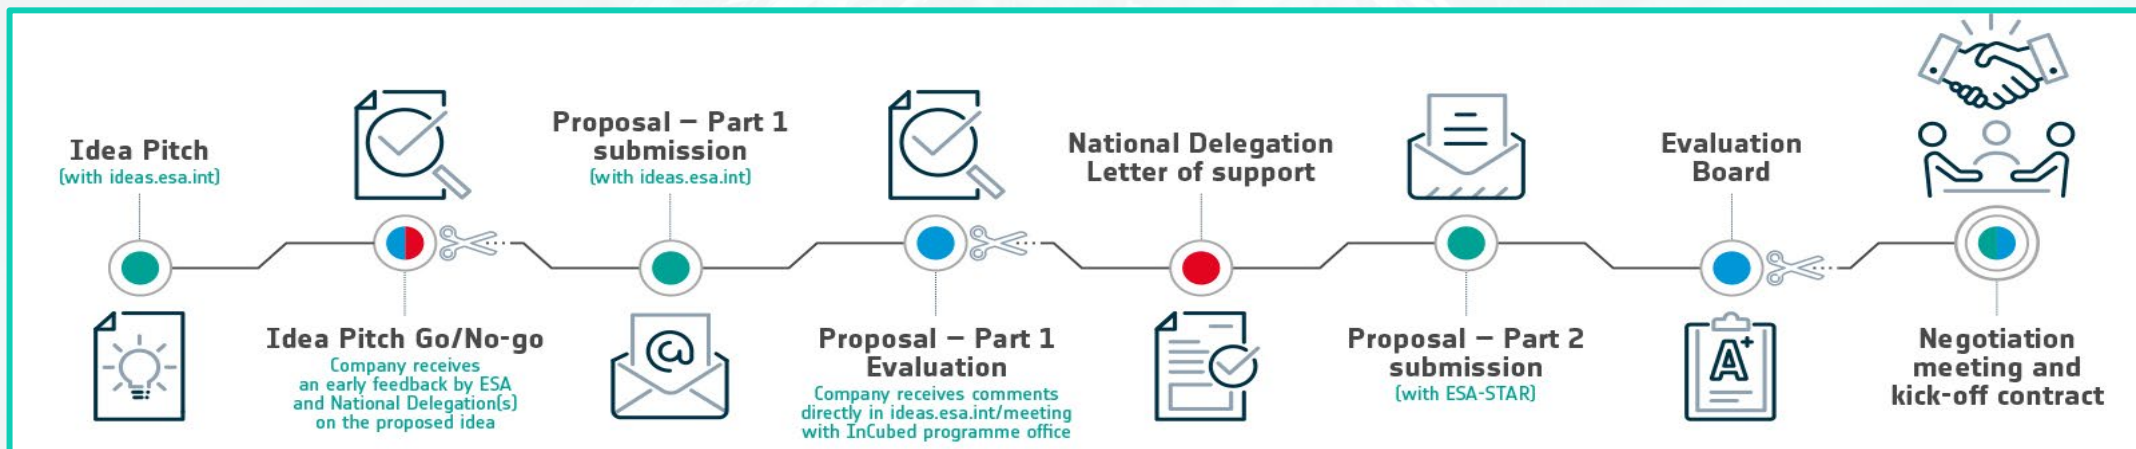 Idea Pitch
(with ideas.esa.int)
Idea Pitch Go/No-go
Company receives
an early feedback by ESA
and National Delegation(s)
on the proposed idea
Proposal – Part 1
submission
(with ideas.esa.int)
@
Proposal – Part 1
Evaluation
Company receives comments
directly in ideas.esa.int/meeting
with InCubed programme office
National Delegation
Letter of support
Proposal – Part 2
submission
(with ESA-STAR)
Evaluation
Board
A+
Negotiation
meeting and
kick-off contract